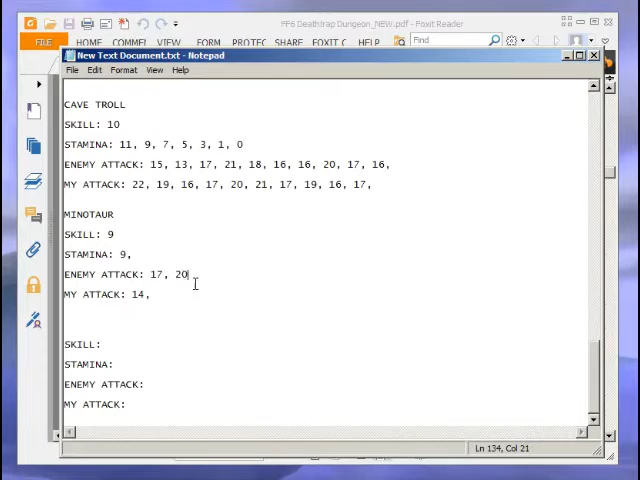 FF6 Deathtrap Dungeon_NEW.pdf - Foxit Reader
FILE HOME COMMEI VIEW FORM PROTEC SHARE FOXIT C HELP Find
New Text Document.txt - Notepad
File Edit Format View Help
CAVE TROLL
SKILL: 10
STAMINA: 11, 9, 7, 5, 3, 1, 0
ENEMY ATTACK: 15, 13, 17, 21, 18, 16, 16, 20, 17, 16,
MY ATTACK: 22, 19, 16, 17, 20, 21, 17, 19, 16, 17,
MINOTAUR
SKILL: 9
STAMINA: 9,
ENEMY ATTACK: 17, 20
MY ATTACK: 14,
SKILL:
STAMINA:
ENEMY ATTACK:
MY ATTACK:
Ln 134, Col 21